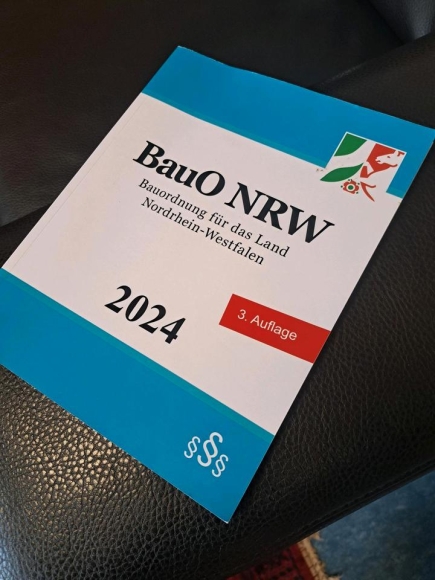 BauO NRW
Bauordnung für das Land
Nordrhein-Westfalen
2024
3. Auflage
§§§